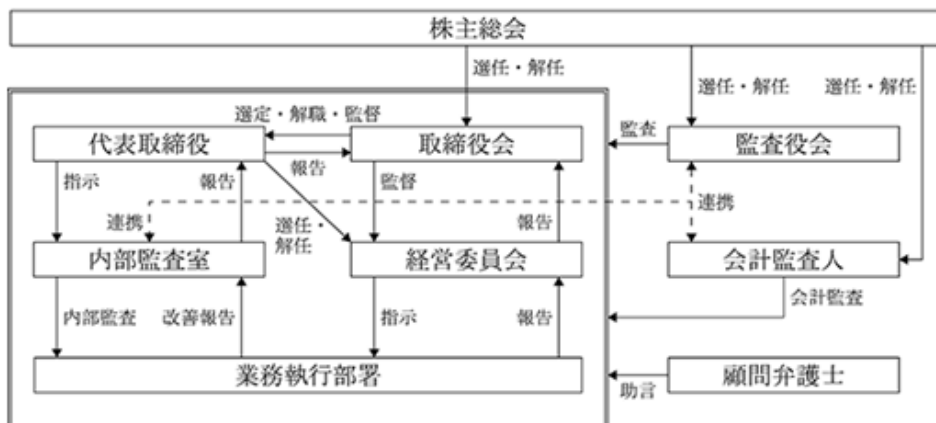 株主総会
選任・解任
選任・解任
選任・解任
選定・解職・監督
代表取締役
取締役会
監査
監査役会
報告
指示
報告
監督
連携
選任・
解任
報告
連携
内部監査室
経営委員会
会計監査人
内部監査
改善報告
指示
報告
会計監査
業務執行部署
助言
顧問弁護士